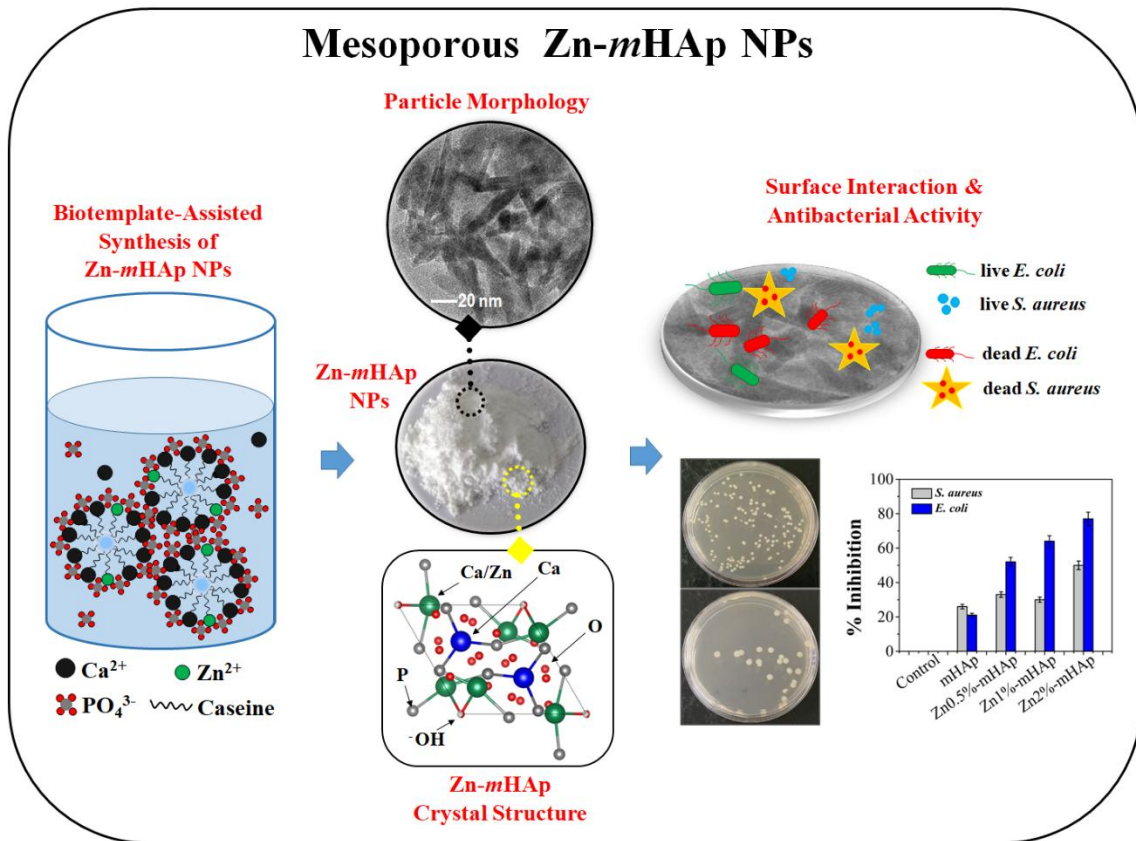 Mesoporous Zn-mHAp NPs
Biotemplate-Assisted
Synthesis of
Zn-mHAp NPs
Ca²⁺
Zn²⁺
PO₄³⁻
Caseine
Particle Morphology
20 nm
Zn-mHAp
NPs
Ca/Zn
Ca
O
P
⁻OH
Zn-mHAp
Crystal Structure
Surface Interaction &
Antibacterial Activity
live E. coli
live S. aureus
dead E. coli
dead S. aureus
% Inihibition
100
80
60
40
20
0
S. aureus
E. coli
Control
mHAp
Zn0.5%-mHAp
Zn1%-mHAp
Zn2%-mHAp